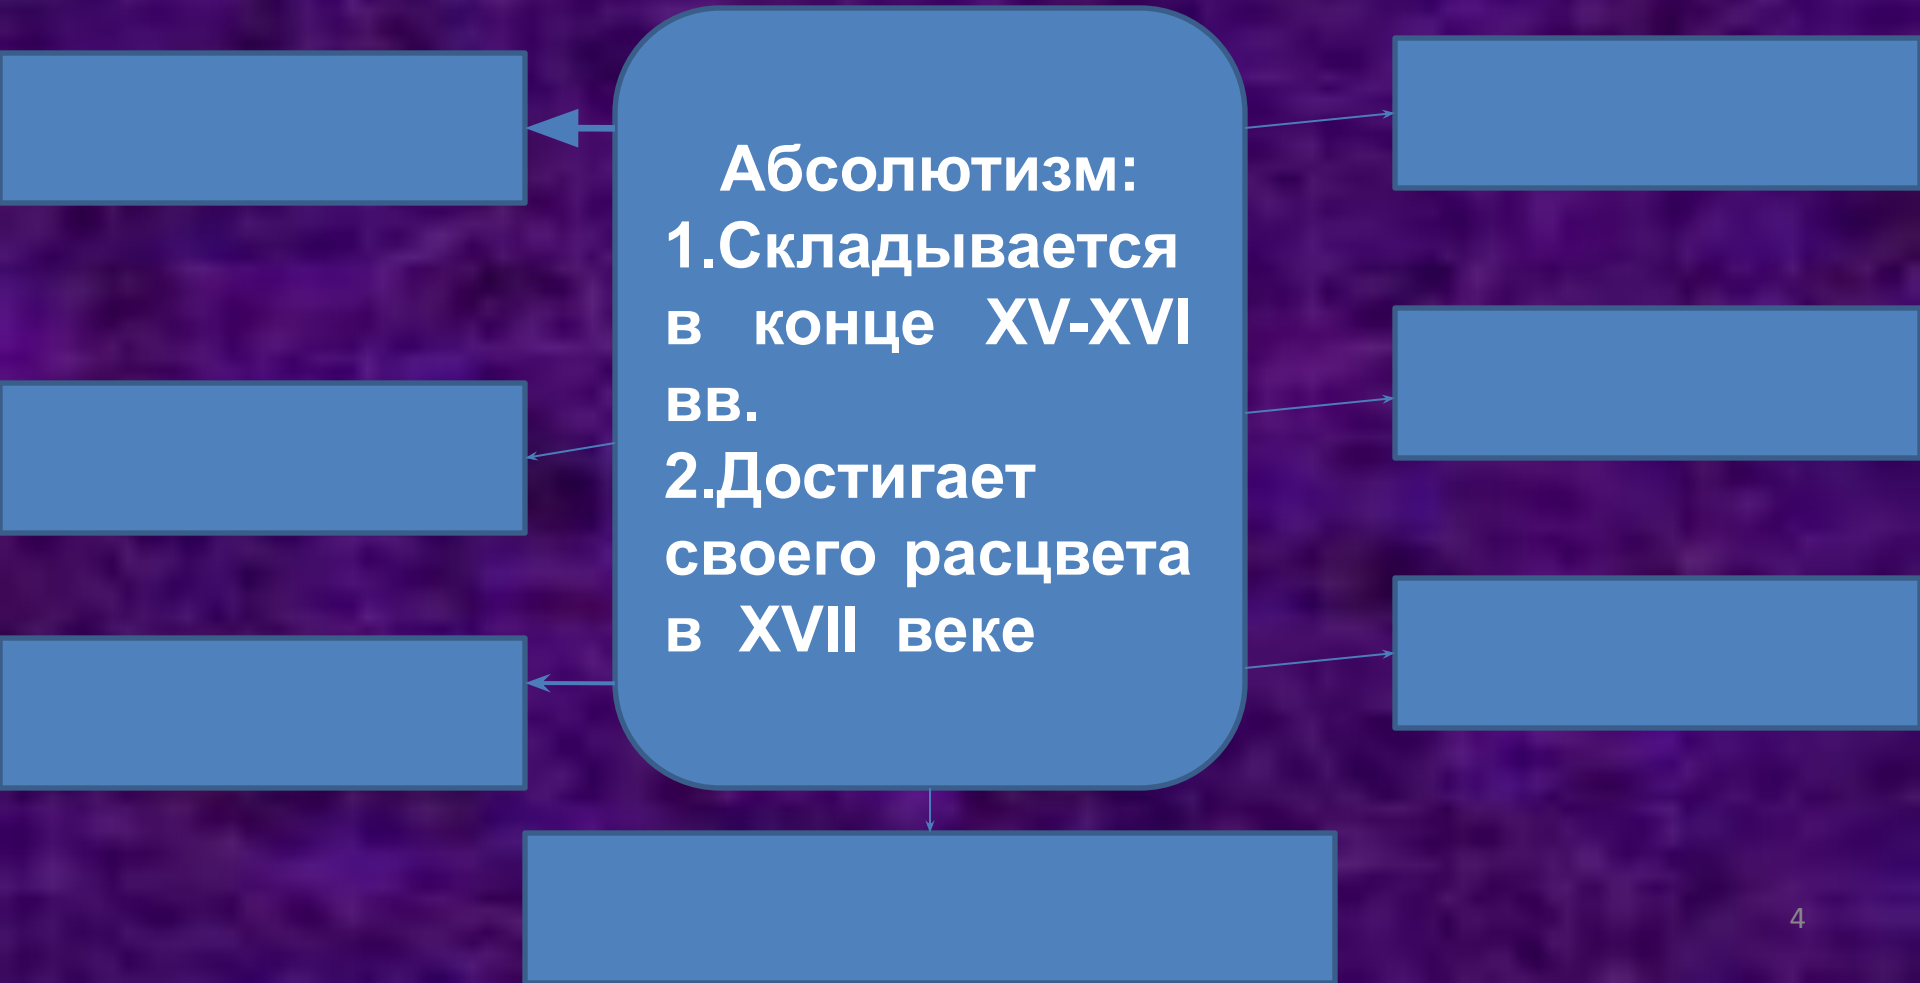 Абсолютизм:
1.Складывается
в конце XV-XVI
вв.
2.Достигает
своего расцвета
в XVII веке
4